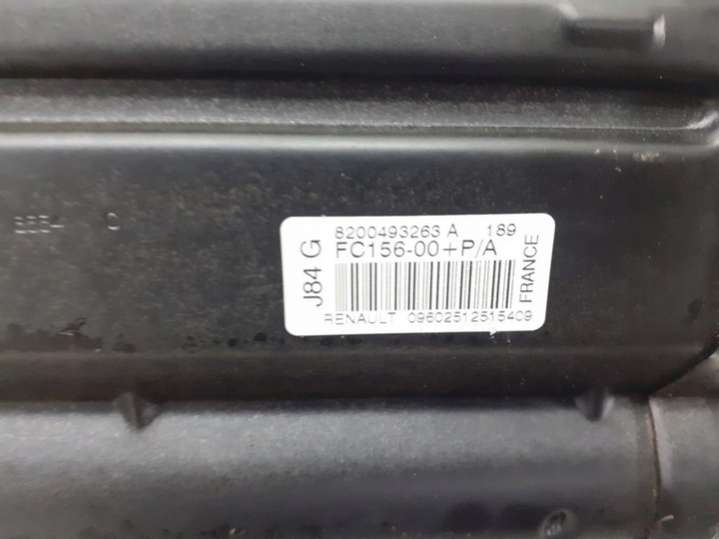 8200493263 A 189
FC156-00+P/A
J84 G
FRANCE
RENAULT 09602512515409